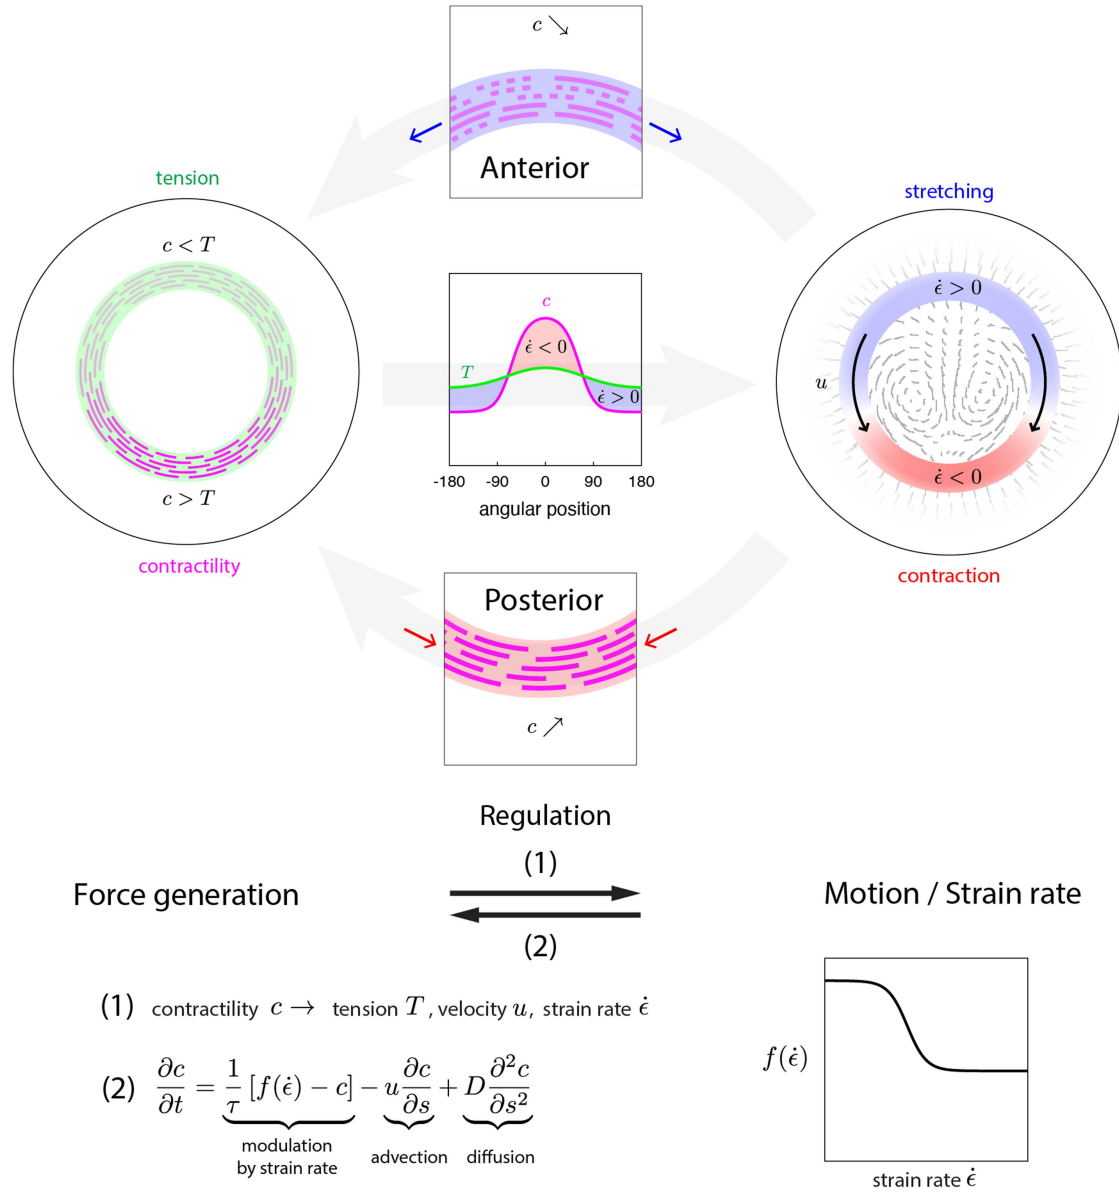 c ↘
Anterior
tension
c < T
c > T
contractility
c
T
ϵ̇ < 0
ϵ̇ > 0
-180 -90 0 90 180
angular position
stretching
ϵ̇ > 0
u
ϵ̇ < 0
contraction
Posterior
c ↗
Regulation
(1)
Force generation
Motion / Strain rate
(2)
(1) contractility c → tension T , velocity u, strain rate ϵ̇
(2) ∂c/∂t = 1/τ [f(ϵ̇) − c] − u ∂c/∂s + D ∂²c/∂s²
modulation
by strain rate
advection
diffusion
f(ϵ̇)
strain rate ϵ̇